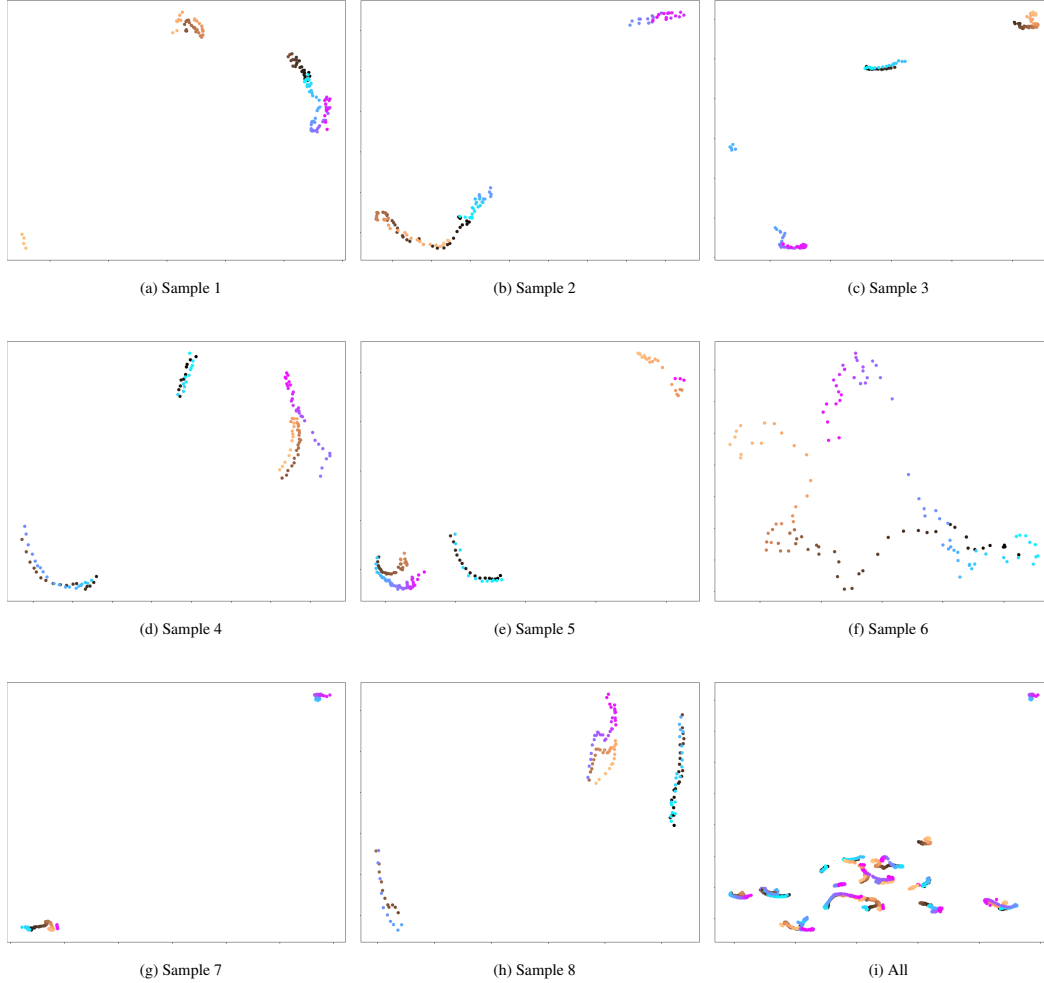 (a) Sample 1
(b) Sample 2
(c) Sample 3
(d) Sample 4
(e) Sample 5
(f) Sample 6
(g) Sample 7
(h) Sample 8
(i) All